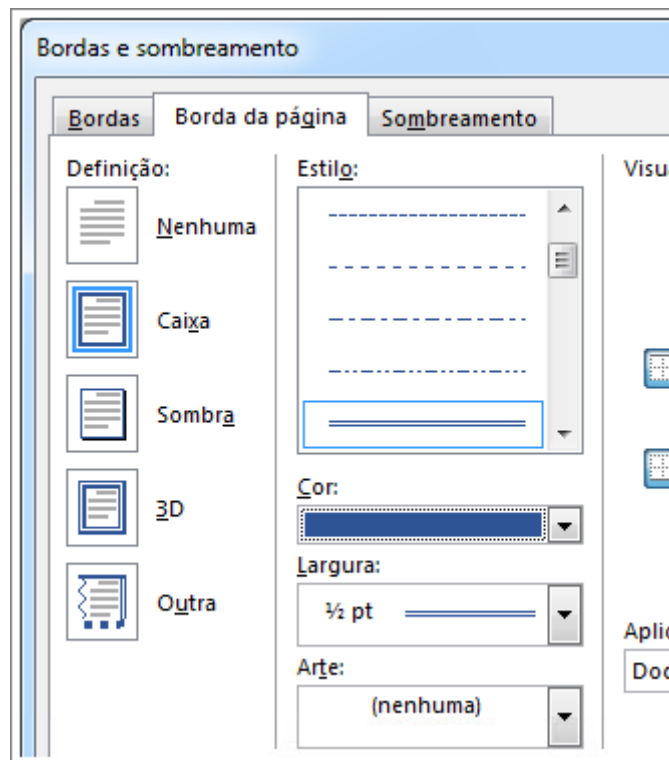 Bordas e sombreamento
Bordas Borda da página Sombreamento
Definição:
Nenhuma
Caixa
Sombra
3D
Outra
Estilo:
Cor:
Largura:
½ pt
Arte:
(nenhuma)